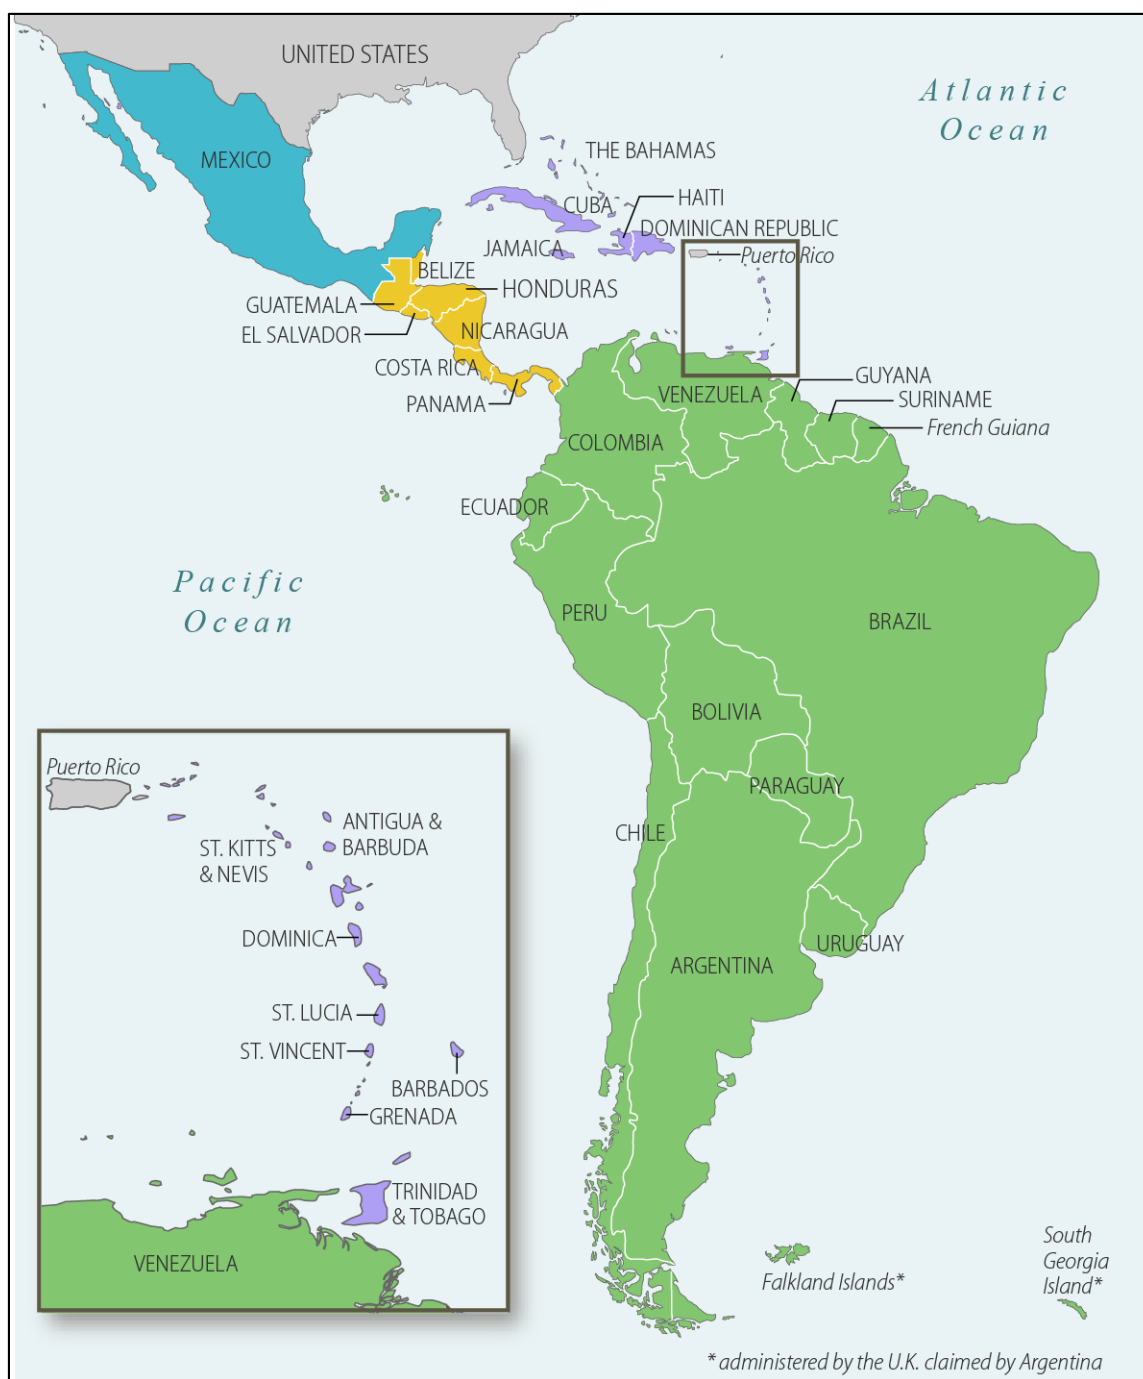 UNITED STATES
Atlantic
Ocean
MEXICO
THE BAHAMAS
CUBA
HAITI
DOMINICAN REPUBLIC
JAMAICA
Puerto Rico
BELIZE
HONDURAS
GUATEMALA
EL SALVADOR
NICARAGUA
COSTA RICA
PANAMA
GUYANA
VENEZUELA
SURINAME
French Guiana
COLOMBIA
ECUADOR
Pacific
Ocean
PERU
BRAZIL
BOLIVIA
PARAGUAY
CHILE
URUGUAY
ARGENTINA
Puerto Rico
ANTIGUA &
BARBUDA
ST. KITTS
& NEVIS
DOMINICA
ST. LUCIA
ST. VINCENT
BARBADOS
GRENADA
TRINIDAD
& TOBAGO
VENEZUELA
Falkland Islands*
South
Georgia
Island*
* administered by the U.K. claimed by Argentina